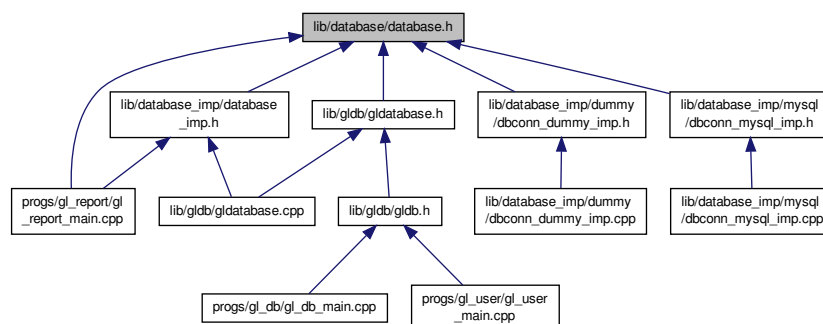 lib/database/database.h
lib/database_imp/database
_imp.h
lib/gldb/gldatabase.h
lib/database_imp/dummy
/dbconn_dummy_imp.h
lib/database_imp/mysql
/dbconn_mysql_imp.h
progs/gl_report/gl
_report_main.cpp
lib/gldb/gldatabase.cpp
lib/gldb/gldb.h
lib/database_imp/dummy
/dbconn_dummy_imp.cpp
lib/database_imp/mysql
/dbconn_mysql_imp.cpp
progs/gl_db/gl_db_main.cpp
progs/gl_user/gl_user
_main.cpp